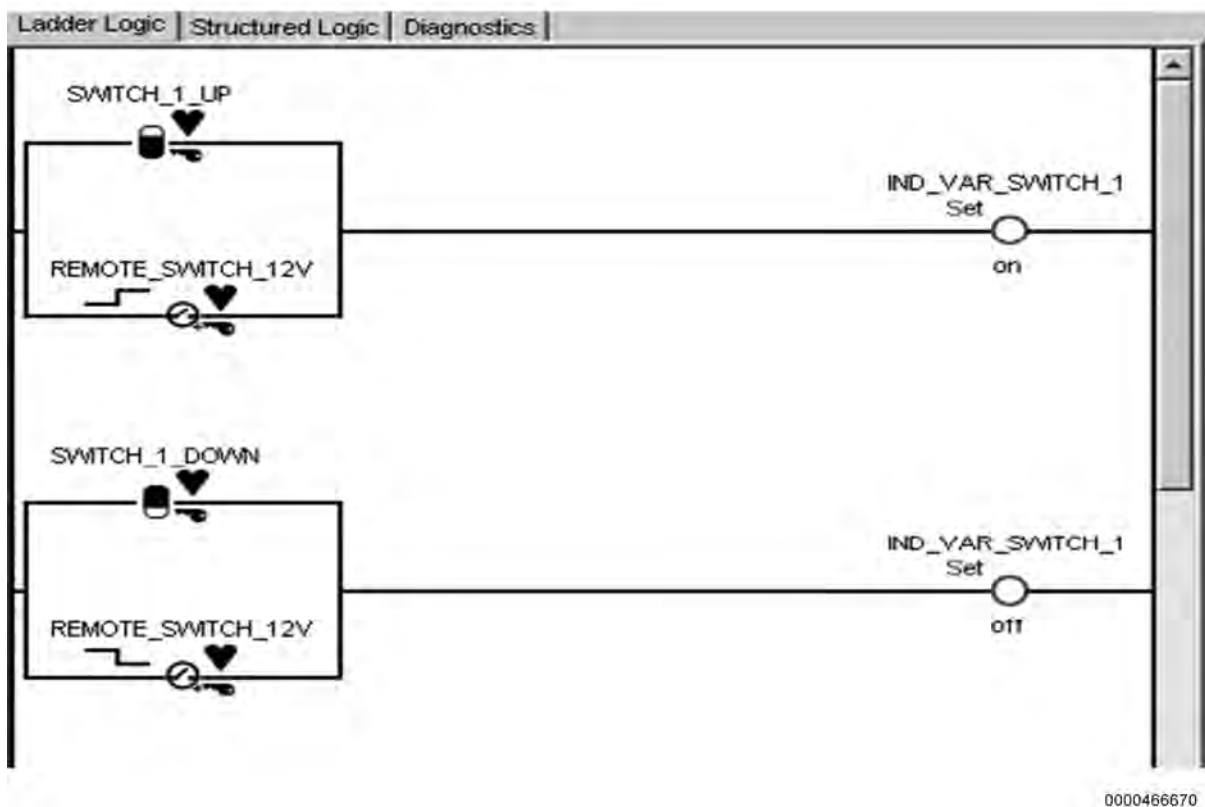 Ladder Logic | Structured Logic | Diagnostics
SWITCH_1_UP
IND_VAR_SWITCH_1
Set
REMOTE_SWITCH_12V
on
SWITCH_1_DOWN
IND_VAR_SWITCH_1
Set
REMOTE_SWITCH_12V
off
0000466670